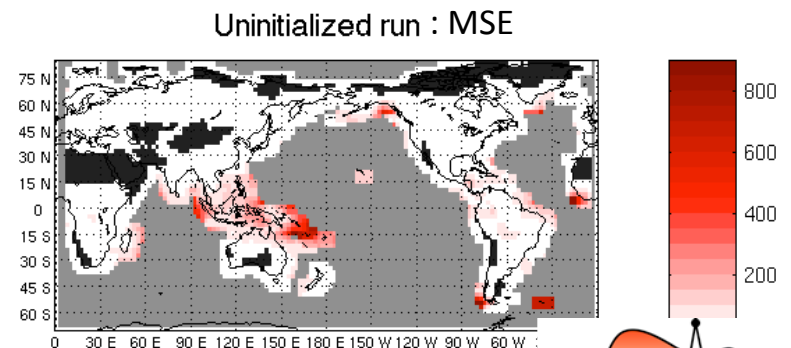 Uninitialized run : MSE
75 N
60 N
45 N
30 N
15 N
0
15 S
30 S
45 S
60 S
0 30 E 60 E 90 E 120 E 150 E 180 E 150 W 120 W 90 W 60 W
800
600
400
200